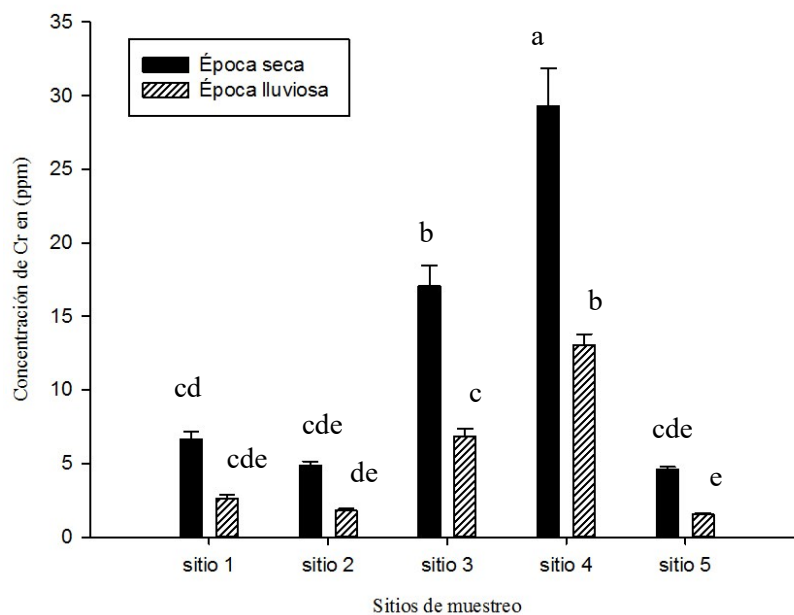 Concentración de Cr en (ppm)
35
30
25
20
15
10
5
0
Época seca
Época lluviosa
cd
cde
cde
de
b
c
a
b
cde
e
sitio 1
sitio 2
sitio 3
sitio 4
sitio 5
Sitios de muestreo